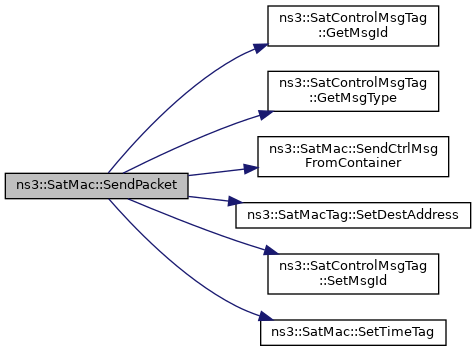 ns3::SatControlMsgTag
::GetMsgId
ns3::SatControlMsgTag
::GetMsgType
ns3::SatMac::SendCtrlMsg
FromContainer
ns3::SatMac::SendPacket
ns3::SatMacTag::SetDestAddress
ns3::SatControlMsgTag
::SetMsgId
ns3::SatMac::SetTimeTag